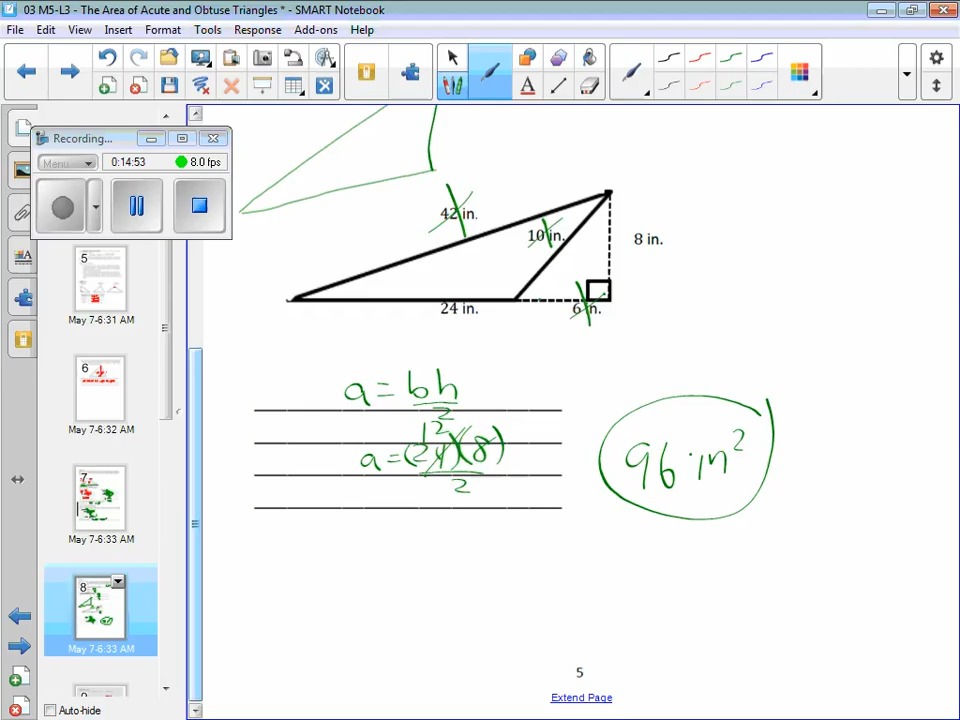 03 M5-L3 - The Area of Acute and Obtuse Triangles * - SMART Notebook
File Edit View Insert Format Tools Response Add-ons Help
Recording...
Menu 0:14:53 8.0 fps
5
May 7-6:31 AM
6
May 7-6:32 AM
7
May 7-6:33 AM
8
May 7-6:33 AM
9
Auto-hide
42 in.
10 in.
8 in.
24 in.
6 in.
a = bh
2
12
a = (24)(8)
2
96 in²
5
Extend Page